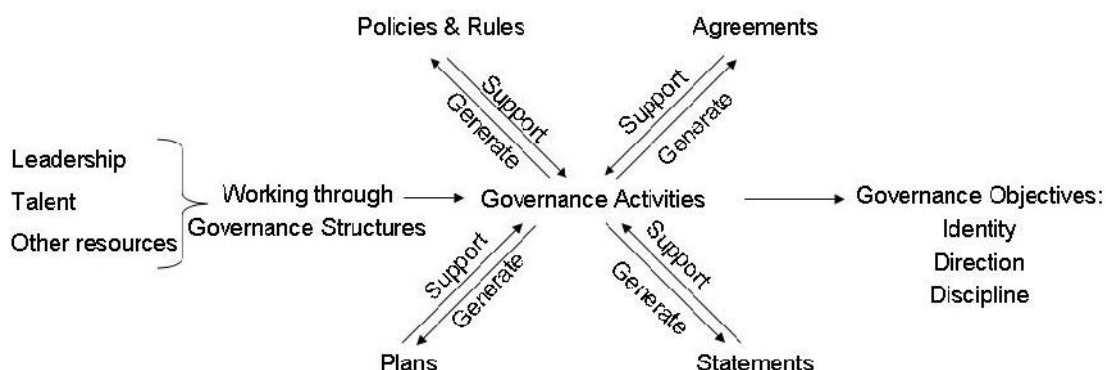 Policies & Rules
Agreements
Support
Generate
Support
Generate
Leadership
Talent
Other resources
Working through
Governance Structures
Governance Activities
Governance Objectives:
Identity
Direction
Discipline
Support
Generate
Support
Generate
Plans
Statements